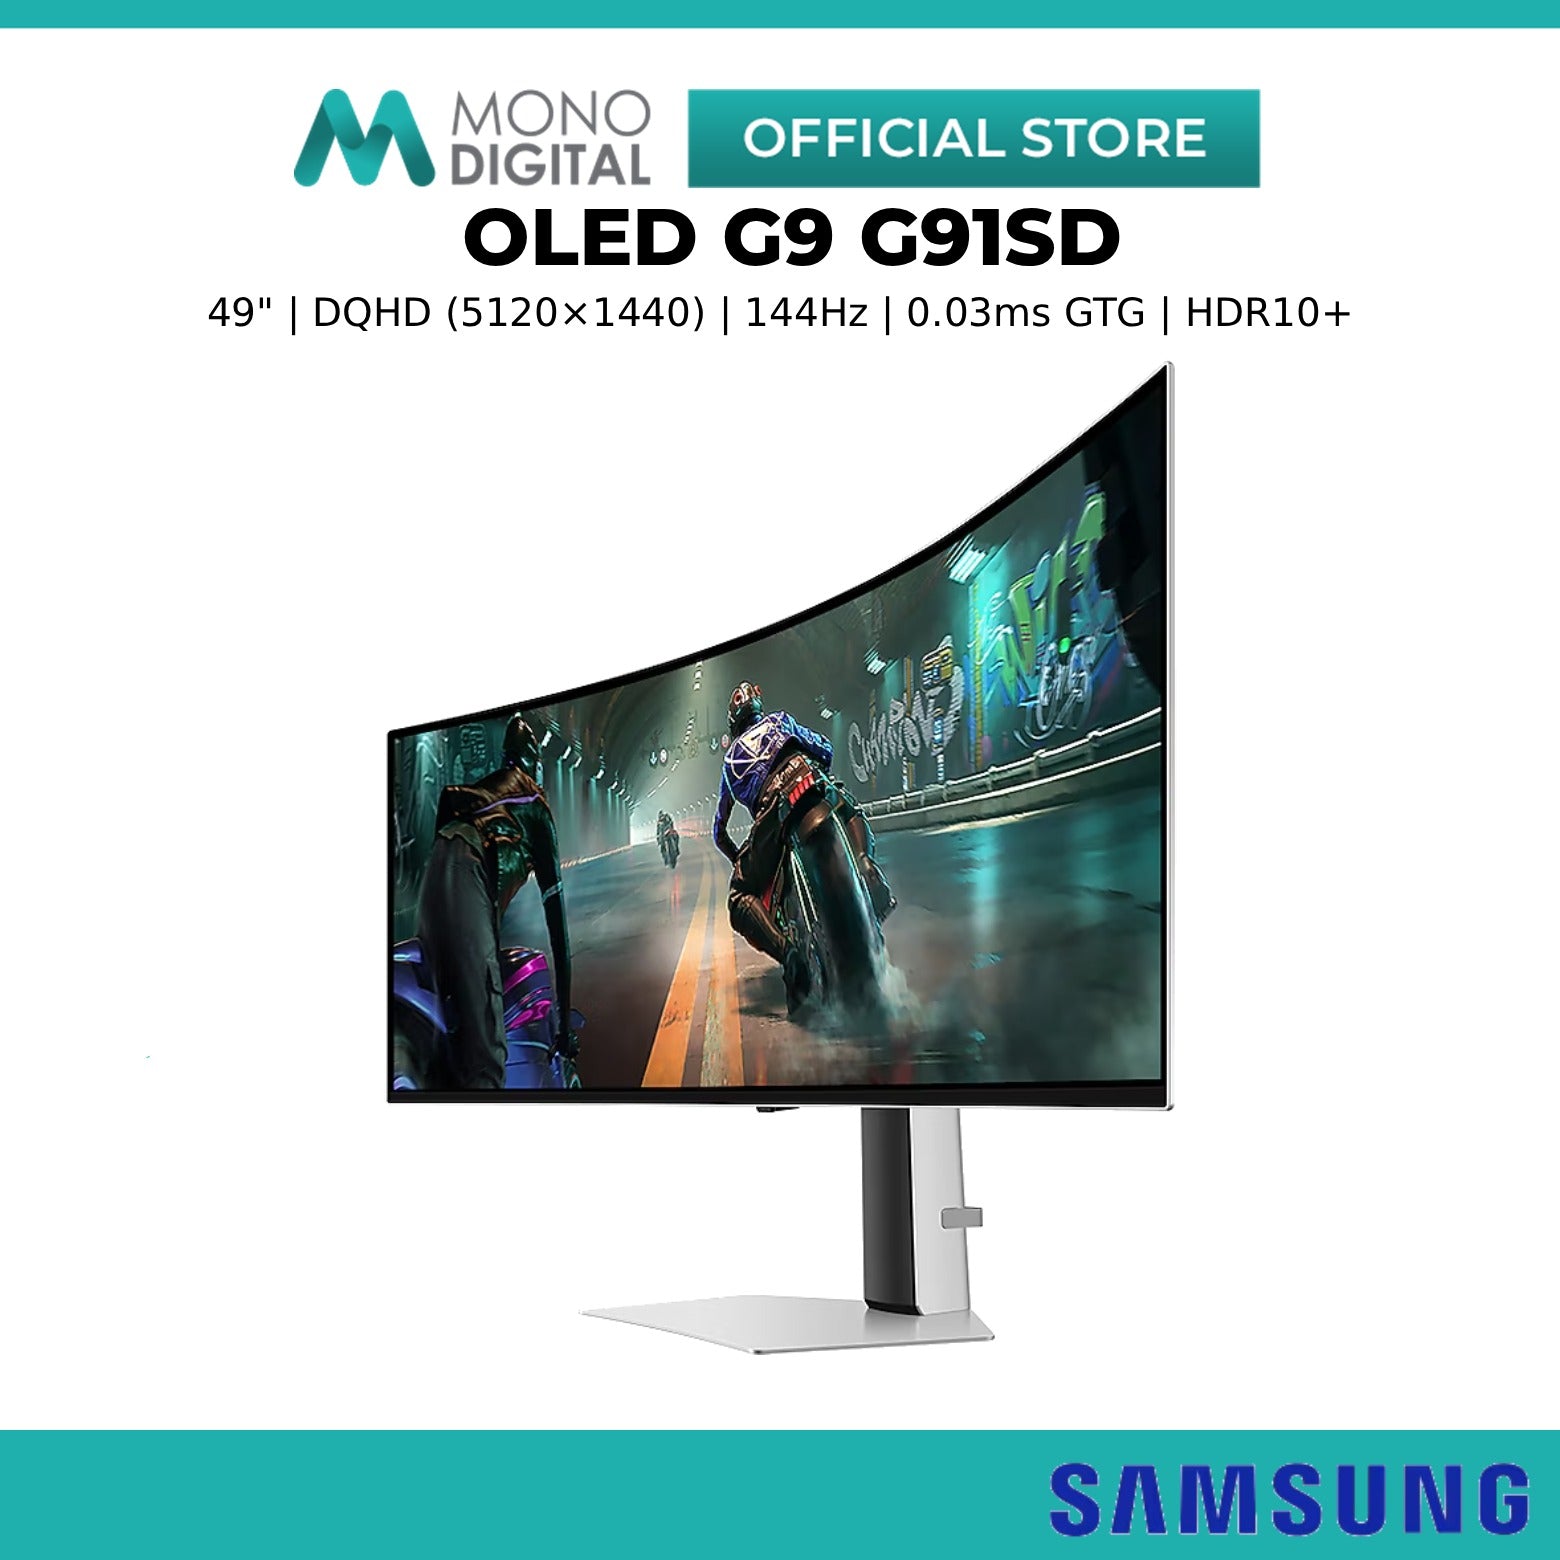 MONO
DIGITAL
OFFICIAL STORE
OLED G9 G91SD
49" | DQHD (5120×1440) | 144Hz | 0.03ms GTG | HDR10+
SAMSUNG